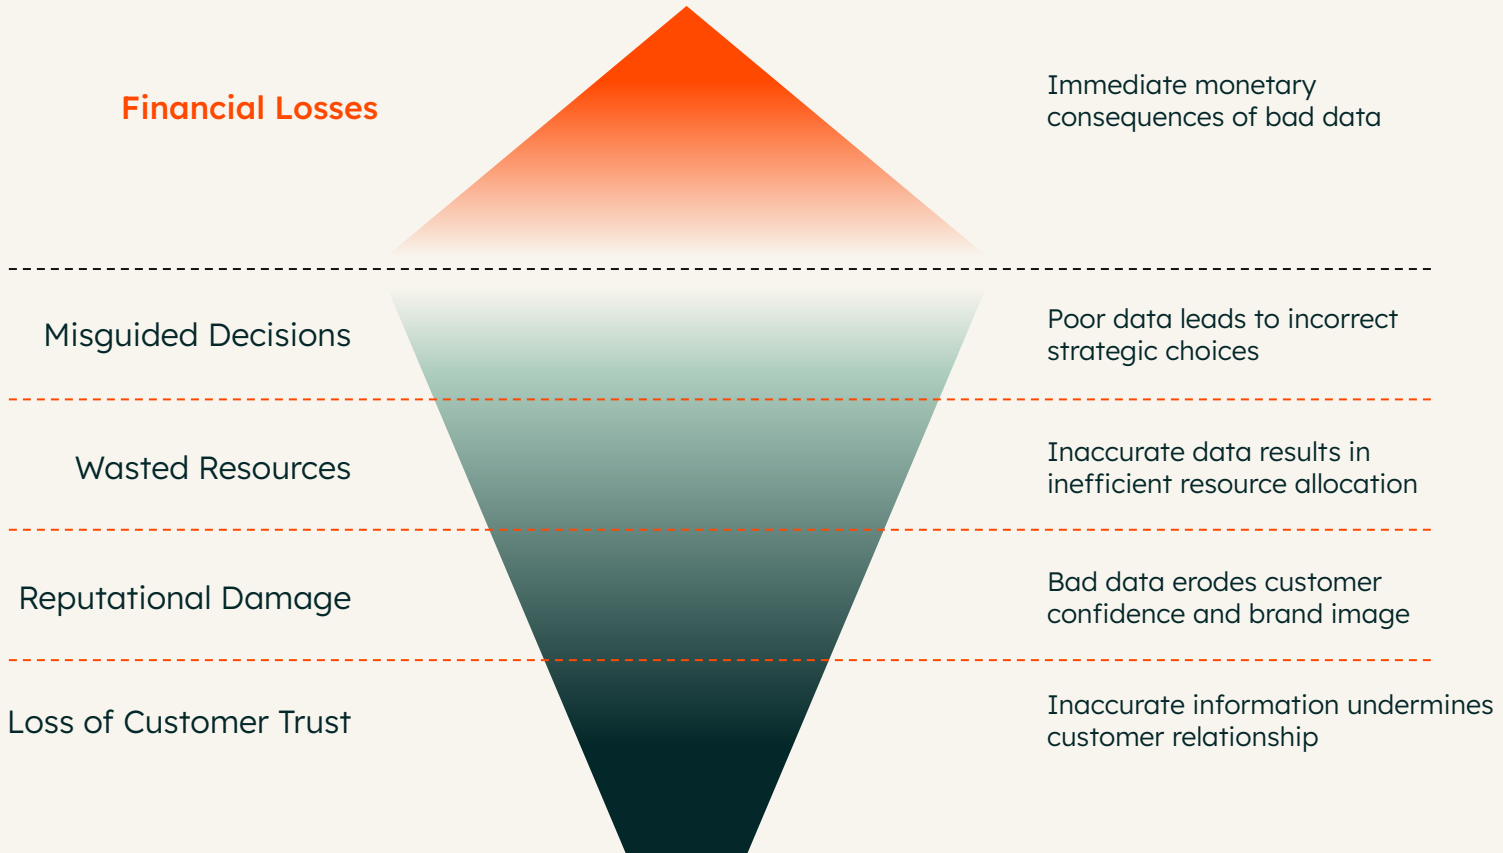 Financial Losses
Immediate monetary
consequences of bad data
Misguided Decisions
Poor data leads to incorrect
strategic choices
Wasted Resources
Inaccurate data results in
inefficient resource allocation
Reputational Damage
Bad data erodes customer
confidence and brand image
Loss of Customer Trust
Inaccurate information undermines
customer relationship